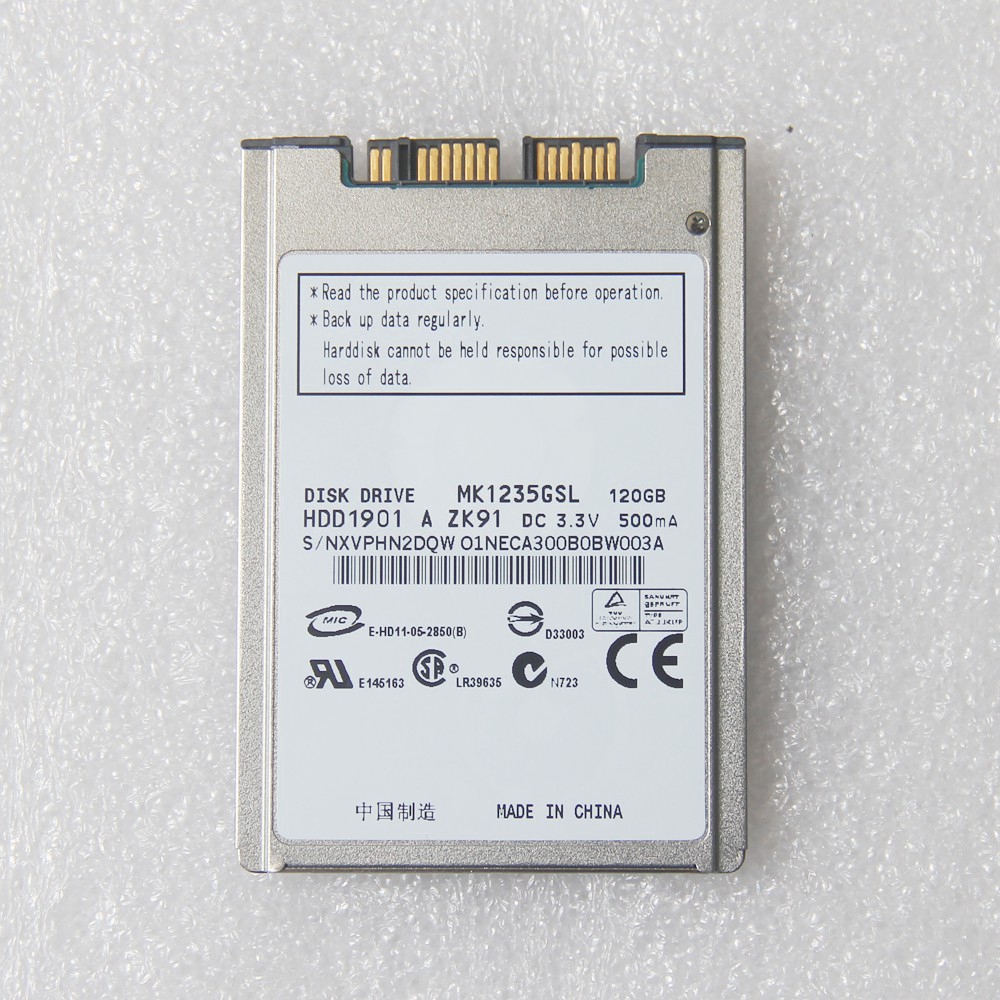 * Read the product specification before operation.
* Back up data regularly.
Harddisk cannot be held responsible for possible
loss of data.
DISK DRIVE MK1235GSL 120GB
HDD1901 A ZK91 DC 3.3V 500mA
S/NXVPHN2DQW 01NECA300B0BW003A
MIC E-HD11-05-2850(B) D33003
® E145163 SA ® LR39635 N723 CE
中国制造 MADE IN CHINA